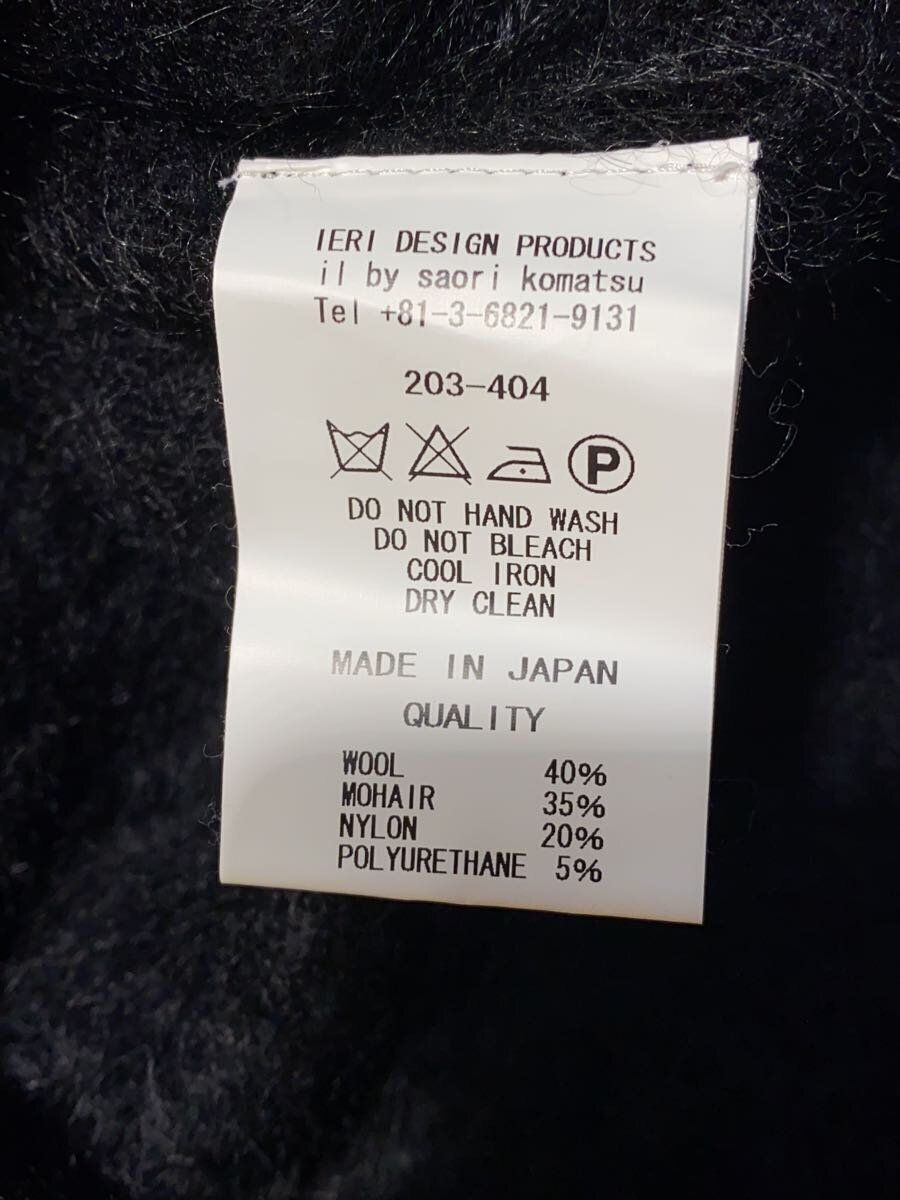 IERI DESIGN PRODUCTS
il by saori komatsu
Tel +81-3-6821-9131
203-404
P
DO NOT HAND WASH
DO NOT BLEACH
COOL IRON
DRY CLEAN
MADE IN JAPAN
QUALITY
WOOL 40%
MOHAIR 35%
NYLON 20%
POLYURETHANE 5%